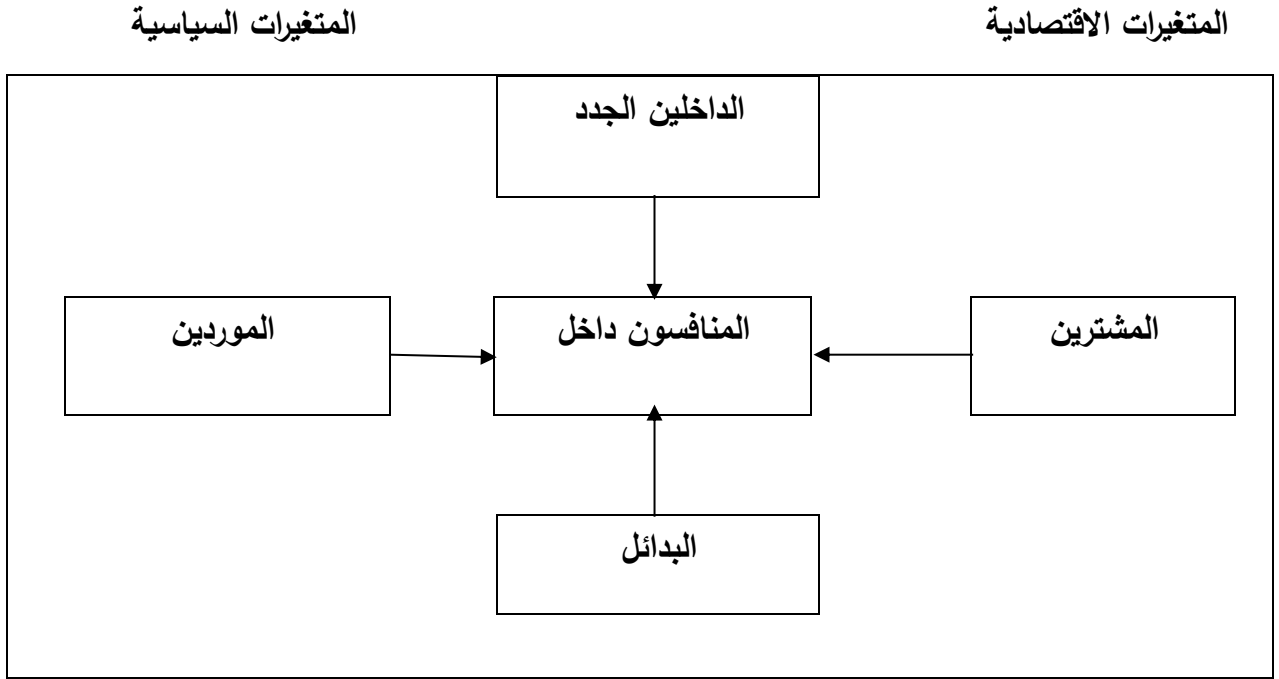 المتغيرات الاقتصادية
المتغيرات السياسية
الداخلين الجدد
المشترين
المنافسون داخل
الموردين
البدائل